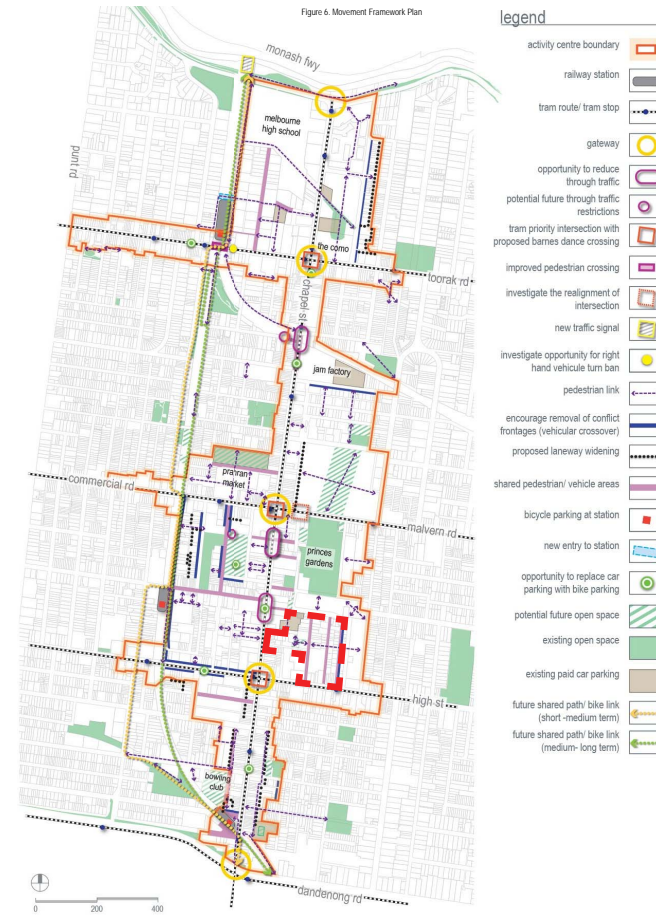 Figure 6. Movement Framework Plan
monash fwy
melbourne
high school
punt rd
the como
toorak rd
chapel st
jam factory
prahran
market
commercial rd
malvern rd
princes
gardens
high st
bowling
club
dandenong rd
0
200
400
legend
activity centre boundary
railway station
tram route/ tram stop
gateway
opportunity to reduce
through traffic
potential future through traffic
restrictions
tram priority intersection with
proposed barnes dance crossing
improved pedestrian crossing
investigate the realignment of
intersection
new traffic signal
investigate opportunity for right
hand vehicule turn ban
pedestrian link
encourage removal of conflict
frontages (vehicular crossover)
proposed laneway widening
shared pedestrian/ vehicle areas
bicycle parking at station
new entry to station
opportunity to replace car
parking with bike parking
potential future open space
existing open space
existing paid car parking
future shared path/ bike link
(short -medium term)
future shared path/ bike link
(medium- long term)